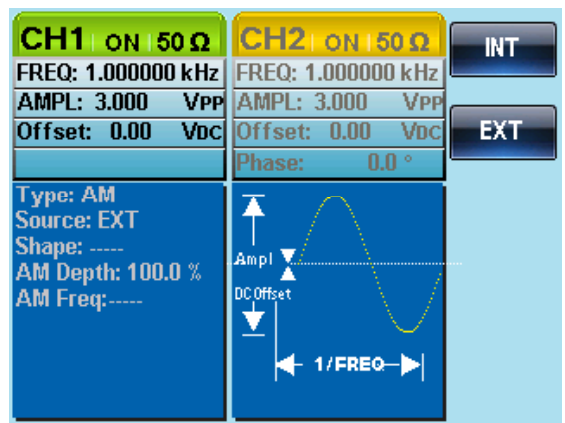 CH1 ON 50 Ω
FREQ: 1.000000 kHz
AMPL: 3.000 VPP
Offset: 0.00 VDC
CH2 ON 50 Ω
FREQ: 1.000000 kHz
AMPL: 3.000 VPP
Offset: 0.00 VDC
Phase: 0.0 °
INT
EXT
Type: AM
Source: EXT
Shape: -----
AM Depth: 100.0 %
AM Freq:-----
Ampl
DC Offset
1/FREQ